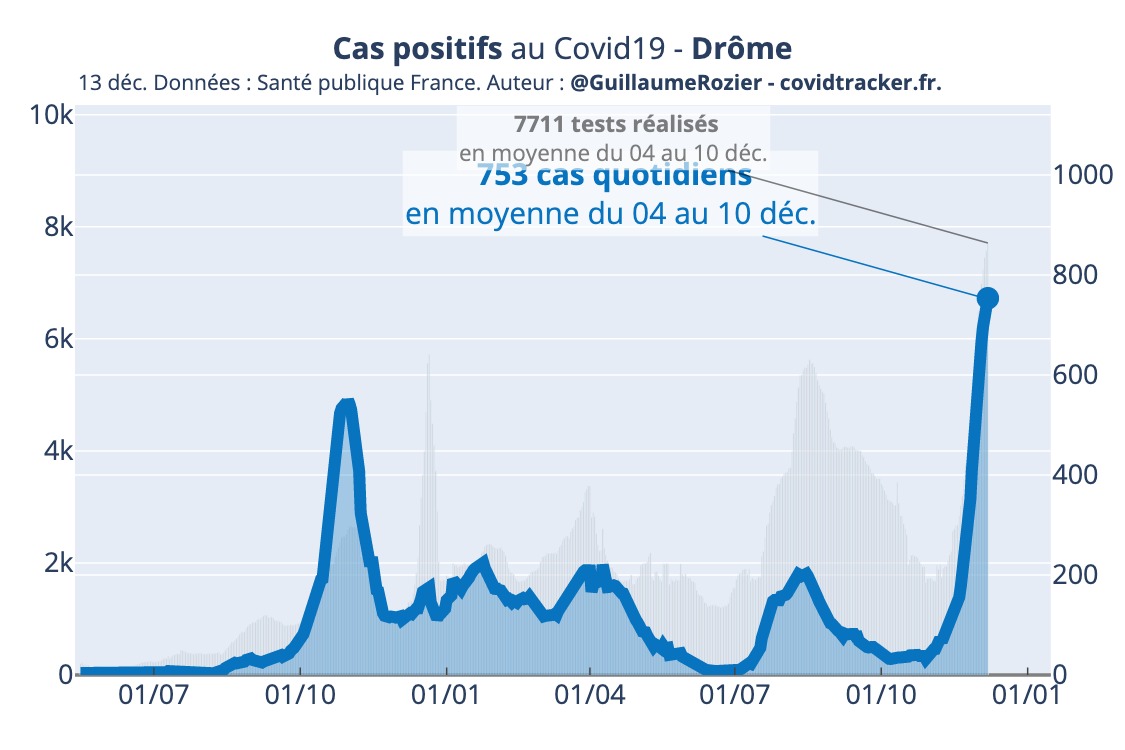 Cas positifs au Covid19 - Drôme
13 déc. Données : Santé publique France. Auteur : @GuillaumeRozier - covidtracker.fr.
10k
7711 tests réalisés
en moyenne du 04 au 10 déc.
753 cas quotidiens
1000
en moyenne du 04 au 10 déc.
8k
800
6k
600
4k
400
2k
200
0
0
01/07
01/10
01/01
01/04
01/07
01/10
01/01